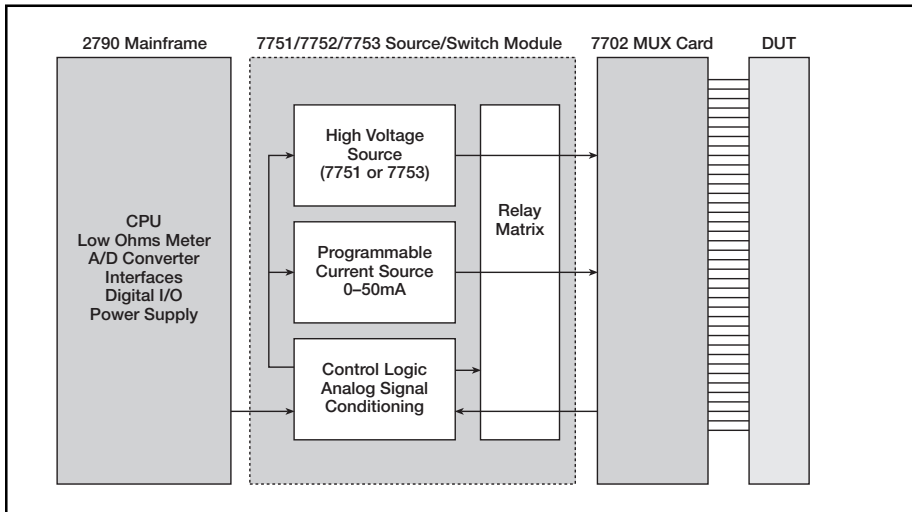 2790 Mainframe
7751/7752/7753 Source/Switch Module
7702 MUX Card
DUT
CPU
Low Ohms Meter
A/D Converter
Interfaces
Digital I/O
Power Supply
High Voltage
Source
(7751 or 7753)
Programmable
Current Source
0–50mA
Control Logic
Analog Signal
Conditioning
Relay
Matrix